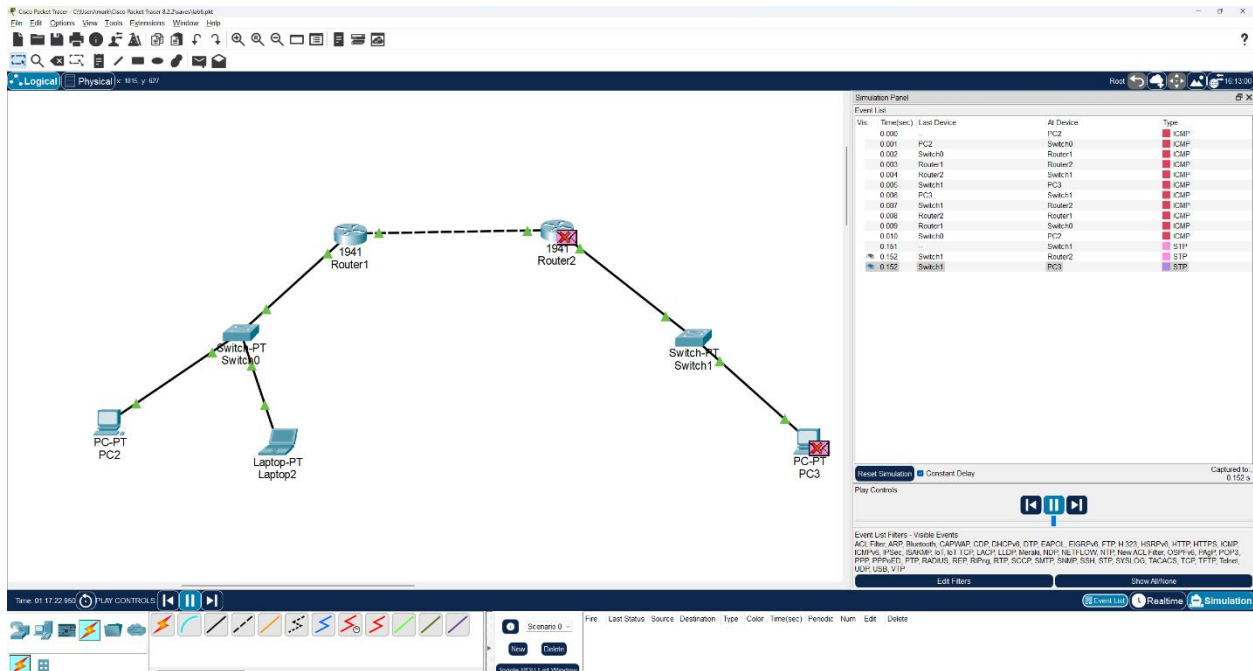 Cisco Packet Tracer - C:\Users\mark\Cisco Packet Tracer 8.2.2\saves\lab6.pkt
File Edit Options View Tools Extensions Window Help
?
Logical Physical x: 1815, y: 627 Root 16:13:00
Simulation Panel
Event List
Vis. Time(sec) Last Device At Device Type
0.000 -- PC2 ICMP
0.001 PC2 Switch0 ICMP
0.002 Switch0 Router1 ICMP
0.003 Router1 Router2 ICMP
0.004 Router2 Switch1 ICMP
0.005 Switch1 PC3 ICMP
0.006 PC3 Switch1 ICMP
0.007 Switch1 Router2 ICMP
0.008 Router2 Router1 ICMP
0.009 Router1 Switch0 ICMP
0.010 Switch0 PC2 ICMP
0.151 -- Switch1 STP
0.152 Switch1 Router2 STP
0.152 Switch1 PC3 STP
1941
Router1
1941
Router2
Switch-PT
Switch0
Switch-PT
Switch1
PC-PT
PC2
Laptop-PT
Laptop2
PC-PT
PC3
Reset Simulation Constant Delay Captured to:
0.152 s
Play Controls
Event List Filters - Visible Events
ACL Filter, ARP, Bluetooth, CAPWAP, CDP, DHCPv6, DTP, EAPOL, EIGRPv6, FTP, H.323, HSRPv6, HTTP, HTTPS, ICMP,
ICMPv6, IPSec, ISAKMP, IoT, IoT TCP, LACP, LLDP, Meraki, NDP, NETFLOW, NTP, New ACL Filter, OSPFv6, PAgP, POP3,
PPP, PPPoED, PTP, RADIUS, REP, RIPng, RTP, SCCP, SMTP, SNMP, SSH, STP, SYSLOG, TACACS, TCP, TFTP, Telnet,
UDP, USB, VTP
Edit Filters Show All/None
Time: 01:17:22.950 PLAY CONTROLS: Event List Realtime Simulation
Scenario 0 Fire Last Status Source Destination Type Color Time(sec) Periodic Num Edit Delete
New Delete
Toggle PDU List Window